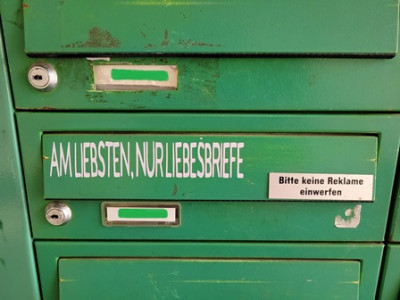 AM LIEBSTEN, NUR LIEBESBRIEFE
Bitte keine Reklame
einwerfen